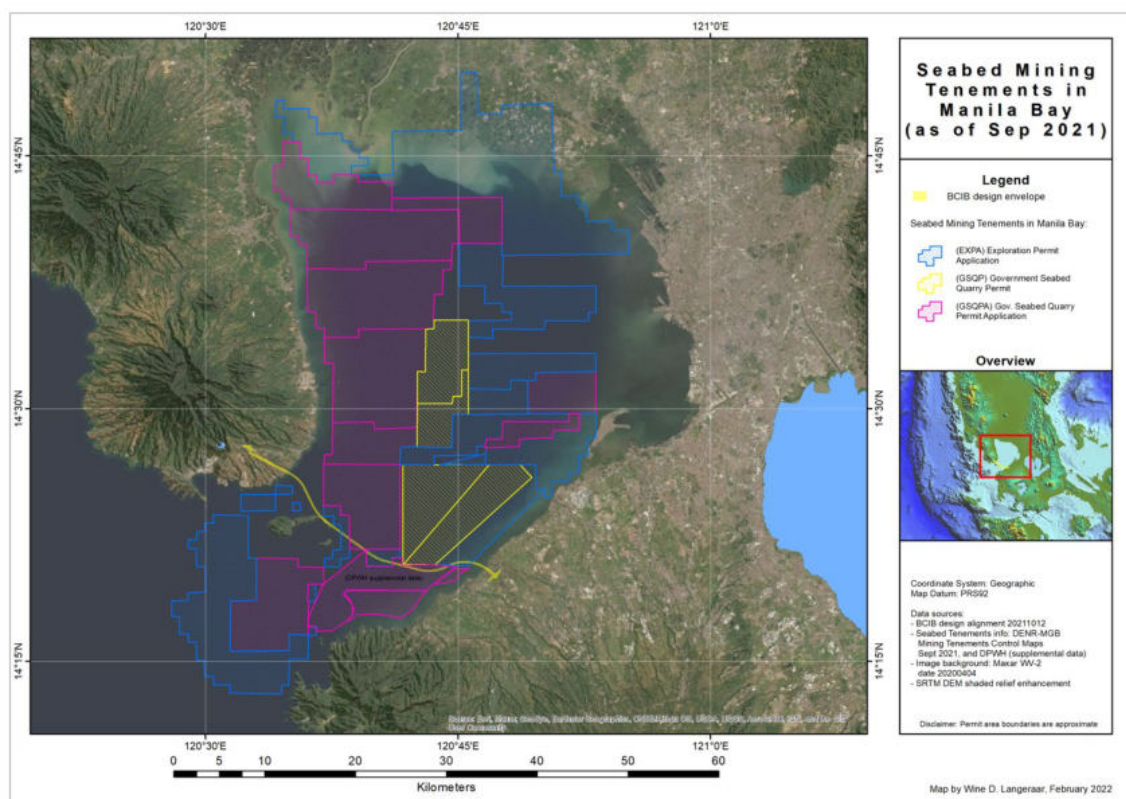 120°30'E
120°45'E
121°0'E
14°45'N
14°45'N
14°30'N
14°30'N
14°15'N
14°15'N
(DPWH supplemental data)
120°30'E
120°45'E
121°0'E
0 5 10 20 30 40 50 60
Kilometers
Seabed Mining
Tenements in
Manila Bay
(as of Sep 2021)
Legend
BCIB design envelope
Seabed Mining Tenements in Manila Bay:
(EXPA) Exploration Permit
Application
(GSQP) Government Seabed
Quarry Permit
(GSQPA) Gov. Seabed Quarry
Permit Application
Overview
Coordinate System: Geographic
Map Datum: PRS92
Data sources:
- BCIB design alignment 20211012
- Seabed Tenements info: DENR-MGB
Mining Tenements Control Maps
Sept 2021, and DPWH (supplemental data)
- Image background: Maxar WV-2
date 20200404
- SRTM DEM shaded relief enhancement
Disclaimer: Permit area boundaries are approximate
Map by Wine D. Langeraar, February 2022